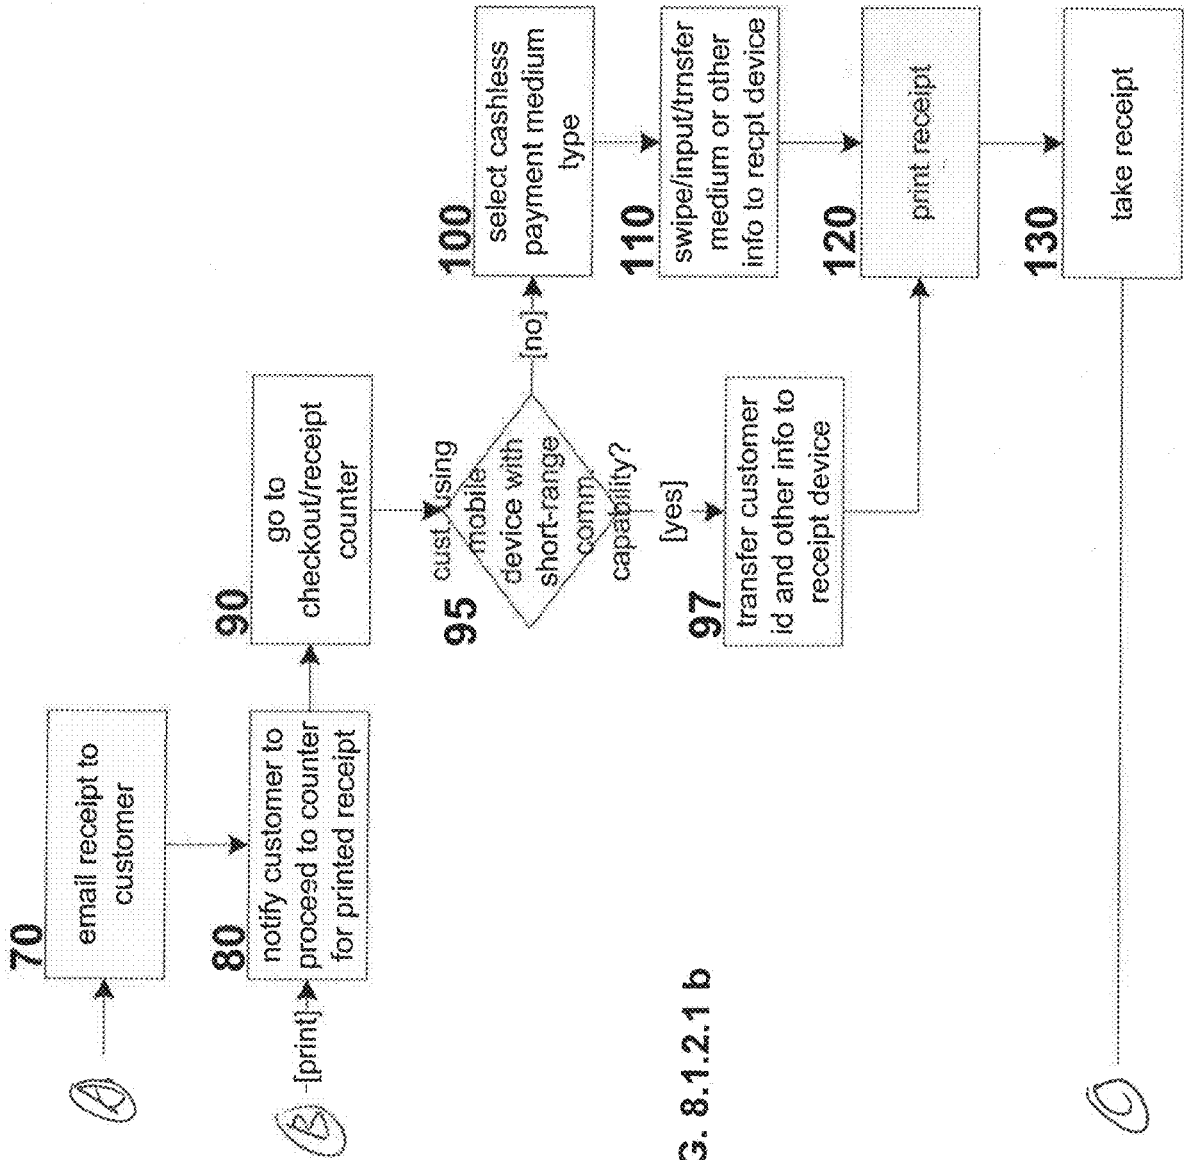 70
email receipt to
customer
A
80
notify customer to
proceed to counter
for printed receipt
B
[print]
90
go to
checkout/receipt
counter
95
cust. using
mobile
device with
short-range
comm.
capability?
[no]
[yes]
97
transfer customer
id and other info to
receipt device
100
select cashless
payment medium
type
110
swipe/input/trnsfer
medium or other
info to recpt device
120
print receipt
130
take receipt
C
G. 8.1.2.1 b